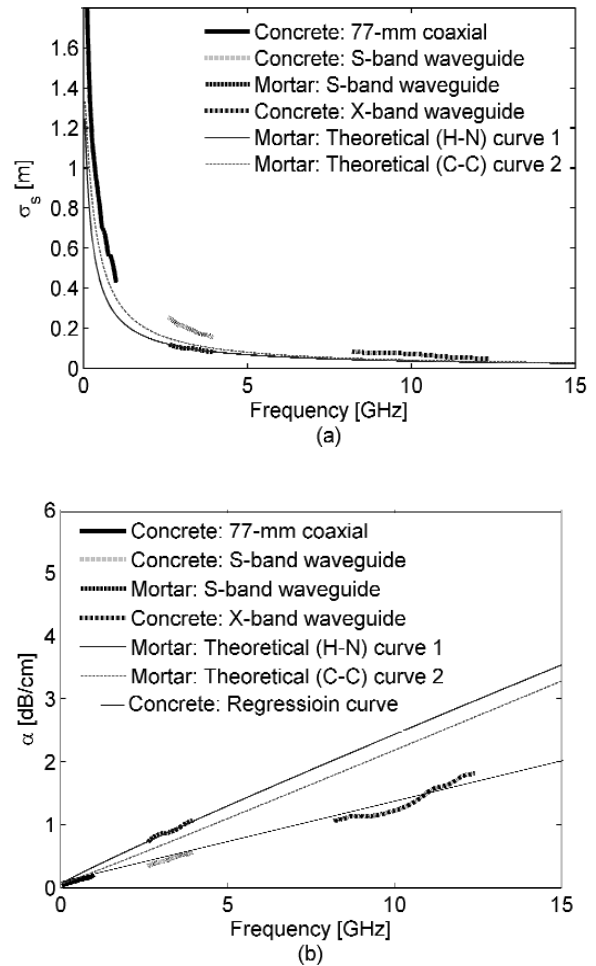 1.8
1.6
1.4
1.2
1
0.8
0.6
0.4
0.2
0
σs [m]
Concrete: 77-mm coaxial
Concrete: S-band waveguide
Mortar: S-band waveguide
Concrete: X-band waveguide
Mortar: Theoretical (H-N) curve 1
Mortar: Theoretical (C-C) curve 2
0 5 10 15
Frequency [GHz]
(a)
6
5
4
3
2
1
0
α [dB/cm]
Concrete: 77-mm coaxial
Concrete: S-band waveguide
Mortar: S-band waveguide
Concrete: X-band waveguide
Mortar: Theoretical (H-N) curve 1
Mortar: Theoretical (C-C) curve 2
Concrete: Regressioin curve
0 5 10 15
Frequency [GHz]
(b)